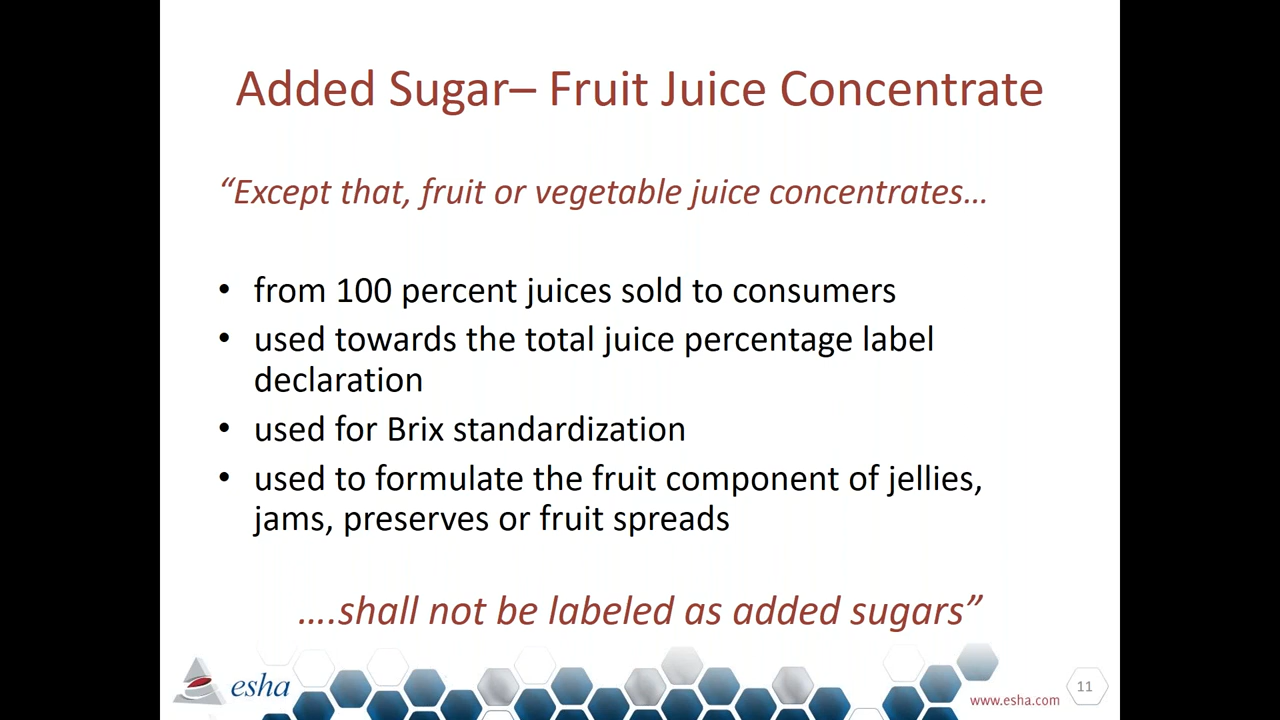 Added Sugar– Fruit Juice Concentrate
“Except that, fruit or vegetable juice concentrates…
• from 100 percent juices sold to consumers
• used towards the total juice percentage label
declaration
• used for Brix standardization
• used to formulate the fruit component of jellies,
jams, preserves or fruit spreads
….shall not be labeled as added sugars”
esha
www.esha.com
11